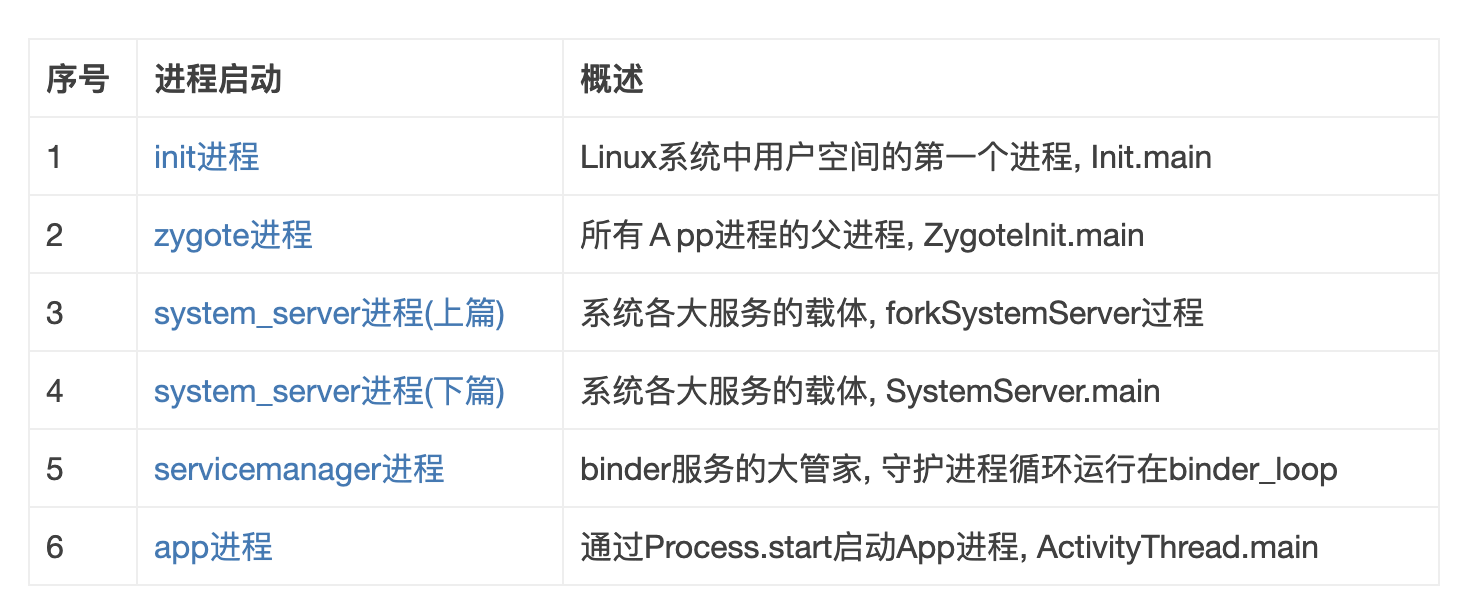 序号 进程启动 概述
1 init进程 Linux系统中用户空间的第一个进程, Init.main
2 zygote进程 所有Ａpp进程的父进程, ZygoteInit.main
3 system_server进程(上篇) 系统各大服务的载体, forkSystemServer过程
4 system_server进程(下篇) 系统各大服务的载体, SystemServer.main
5 servicemanager进程 binder服务的大管家, 守护进程循环运行在binder_loop
6 app进程 通过Process.start启动App进程, ActivityThread.main